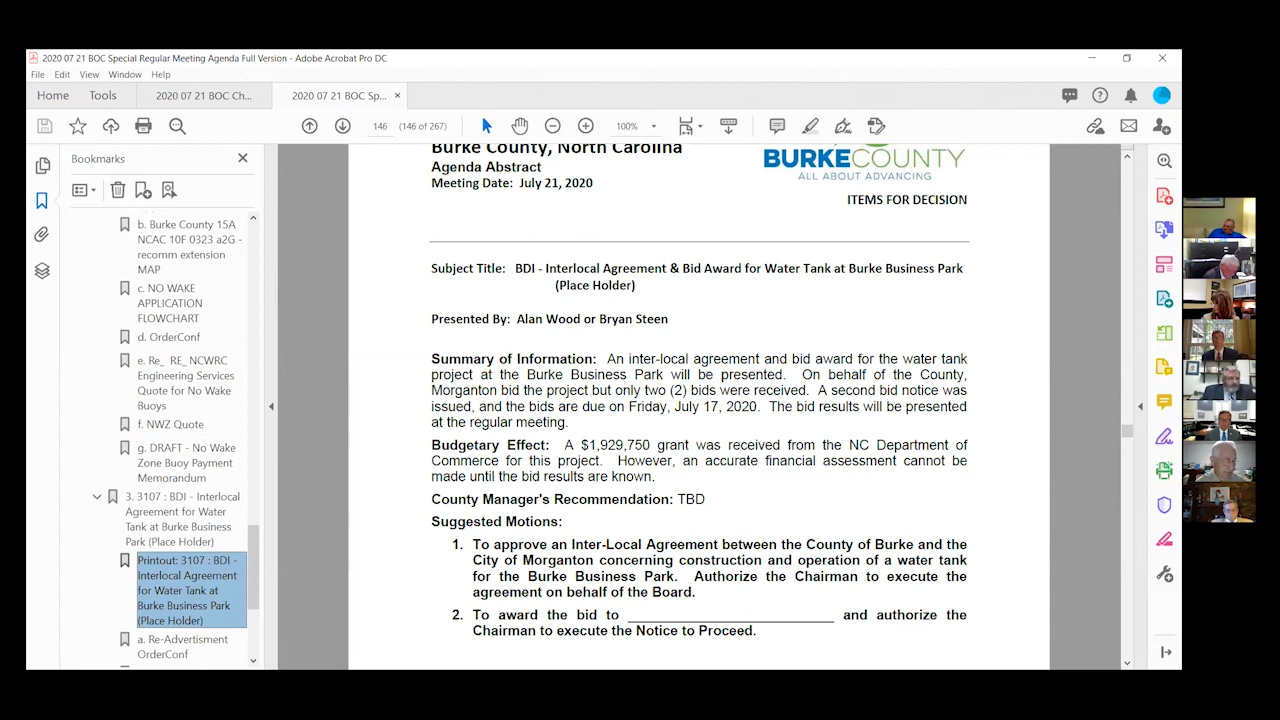 2020 07 21 BOC Special Regular Meeting Agenda Full Version - Adobe Acrobat Pro DC
File Edit View Window Help
Home Tools 2020 07 21 BOC Ch... 2020 07 21 BOC Sp... ×
146 (146 of 267) 100%
Bookmarks
b. Burke County 15A
NCAC 10F 0323 a2G -
recomm extension
MAP
c. NO WAKE
APPLICATION
FLOWCHART
d. OrderConf
e. Re_ RE_NCWRC
Engineering Services
Quote for No Wake
Buoys
f. NWZ Quote
g. DRAFT - No Wake
Zone Buoy Payment
Memorandum
3. 3107 : BDI - Interlocal
Agreement for Water
Tank at Burke Business
Park (Place Holder)
Printout: 3107 : BDI -
Interlocal Agreement
for Water Tank at
Burke Business Park
(Place Holder)
a. Re-Advertisment
OrderConf
Burke County, North Carolina
Agenda Abstract
Meeting Date: July 21, 2020
BURKECOUNTY
ALL ABOUT ADVANCING
ITEMS FOR DECISION
Subject Title: BDI - Interlocal Agreement & Bid Award for Water Tank at Burke Business Park
(Place Holder)
Presented By: Alan Wood or Bryan Steen
Summary of Information: An inter-local agreement and bid award for the water tank
project at the Burke Business Park will be presented. On behalf of the County,
Morganton bid the project but only two (2) bids were received. A second bid notice was
issued, and the bids are due on Friday, July 17, 2020. The bid results will be presented
at the regular meeting.
Budgetary Effect: A $1,929,750 grant was received from the NC Department of
Commerce for this project. However, an accurate financial assessment cannot be
made until the bid results are known.
County Manager's Recommendation: TBD
Suggested Motions:
1. To approve an Inter-Local Agreement between the County of Burke and the
City of Morganton concerning construction and operation of a water tank
for the Burke Business Park. Authorize the Chairman to execute the
agreement on behalf of the Board.
2. To award the bid to ____________________ and authorize the
Chairman to execute the Notice to Proceed.